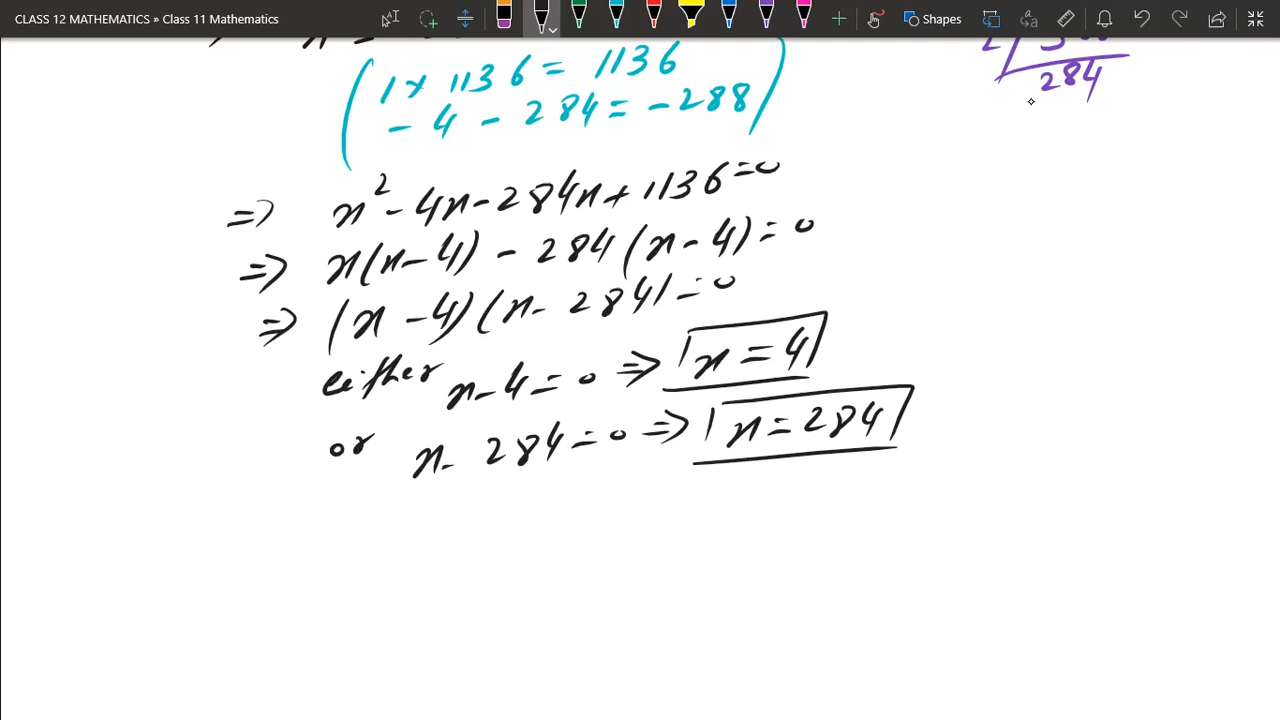 CLASS 12 MATHEMATICS » Class 11 Mathematics
Shapes
284
1 × 1136 = 1136
- 4 - 284 = - 288
⇒ x² - 4x - 284x + 1136 = 0
⇒ x(x - 4) - 284 (x - 4) = 0
⇒ (x - 4) (x - 284) = 0
either x - 4 = 0 ⇒ x = 4
or x - 284 = 0 ⇒ x = 284